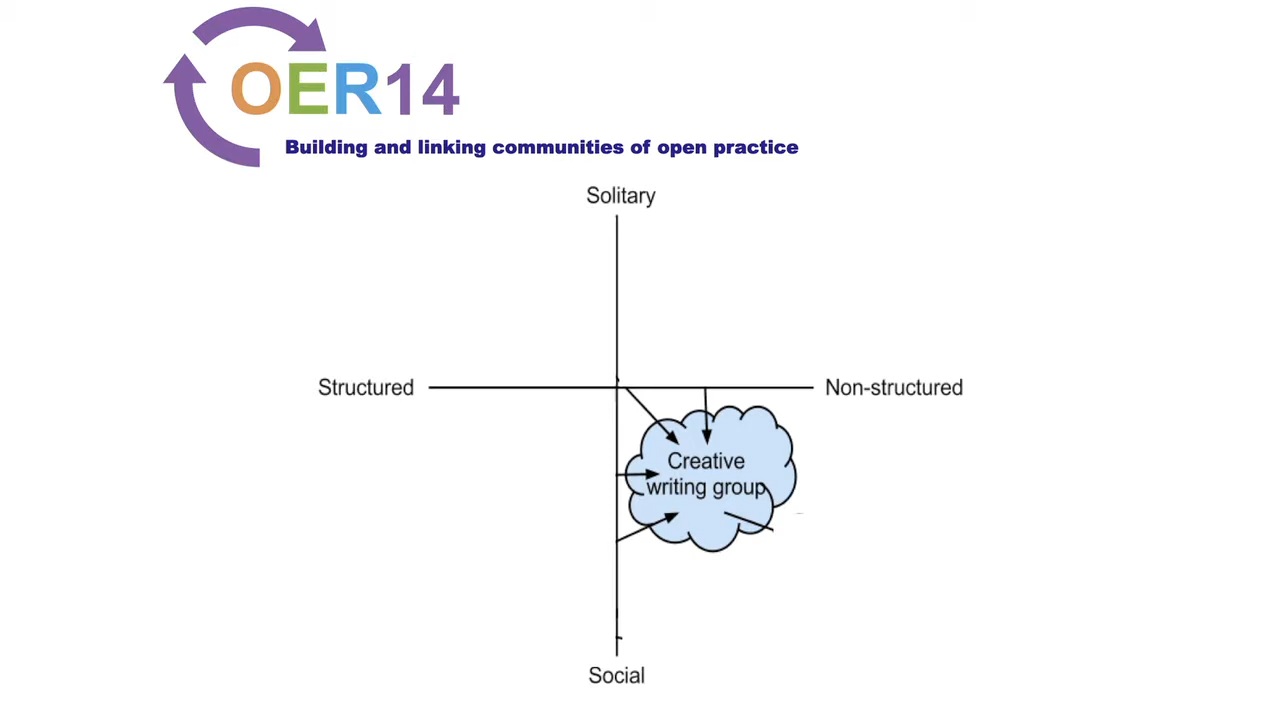 OER14
Building and linking communities of open practice
Solitary
Structured
Non-structured
Creative
writing group
Social